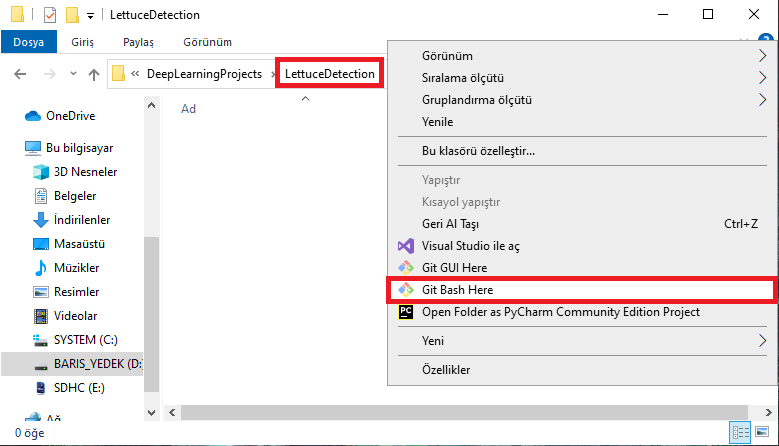 LettuceDetection
Dosya
Giriş
Paylaş
Görünüm
« DeepLearningProjects › LettuceDetection
Ad
OneDrive
Bu bilgisayar
3D Nesneler
Belgeler
İndirilenler
Masaüstü
Müzikler
Resimler
Videolar
SYSTEM (C:)
BARIS_YEDEK (D:
SDHC (E:)
Ağ
0 öğe
Görünüm
Sıralama ölçütü
Gruplandırma ölçütü
Yenile
Bu klasörü özelleştir...
Yapıştır
Kısayol yapıştır
Geri Al Taşı Ctrl+Z
Visual Studio ile aç
Git GUI Here
Git Bash Here
PC Open Folder as PyCharm Community Edition Project
Yeni
Özellikler